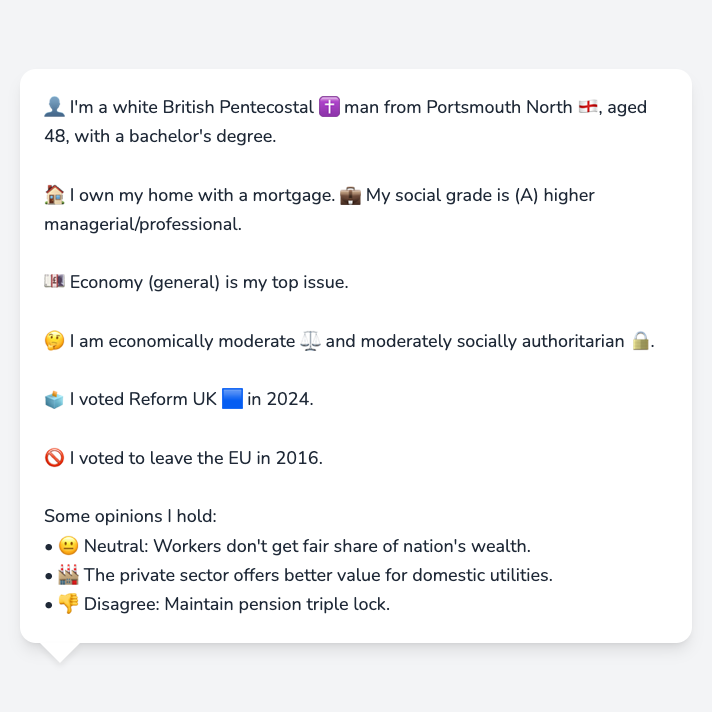 👤 I'm a white British Pentecostal ✝️ man from Portsmouth North 🏴󠁧󠁢󠁥󠁮󠁧󠁿, aged
48, with a bachelor's degree.
🏠 I own my home with a mortgage. 💼 My social grade is (A) higher
managerial/professional.
💷 Economy (general) is my top issue.
🤔 I am economically moderate ⚖️ and moderately socially authoritarian 🔒.
🗳️ I voted Reform UK 🟦 in 2024.
🚫 I voted to leave the EU in 2016.
Some opinions I hold:
• 😐 Neutral: Workers don't get fair share of nation's wealth.
• 🏭 The private sector offers better value for domestic utilities.
• 👎 Disagree: Maintain pension triple lock.